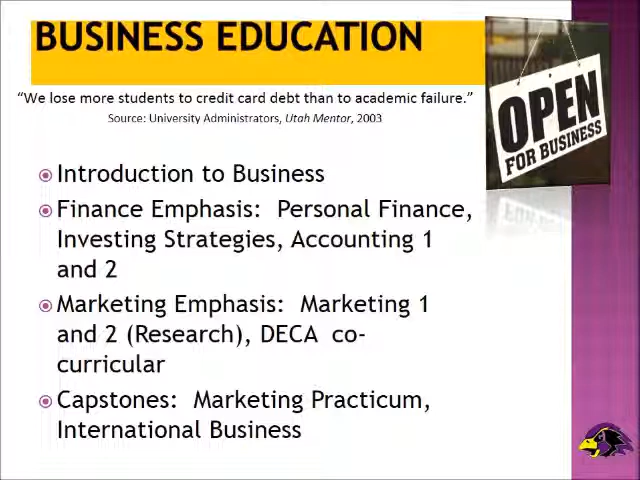 BUSINESS EDUCATION
“We lose more students to credit card debt than to academic failure.”
Source: University Administrators, Utah Mentor, 2003
OPEN
FOR BUSINESS
Introduction to Business
Finance Emphasis:  Personal Finance,
Investing Strategies, Accounting 1
and 2
Marketing Emphasis:  Marketing 1
and 2 (Research), DECA  co-
curricular
Capstones:  Marketing Practicum,
International Business